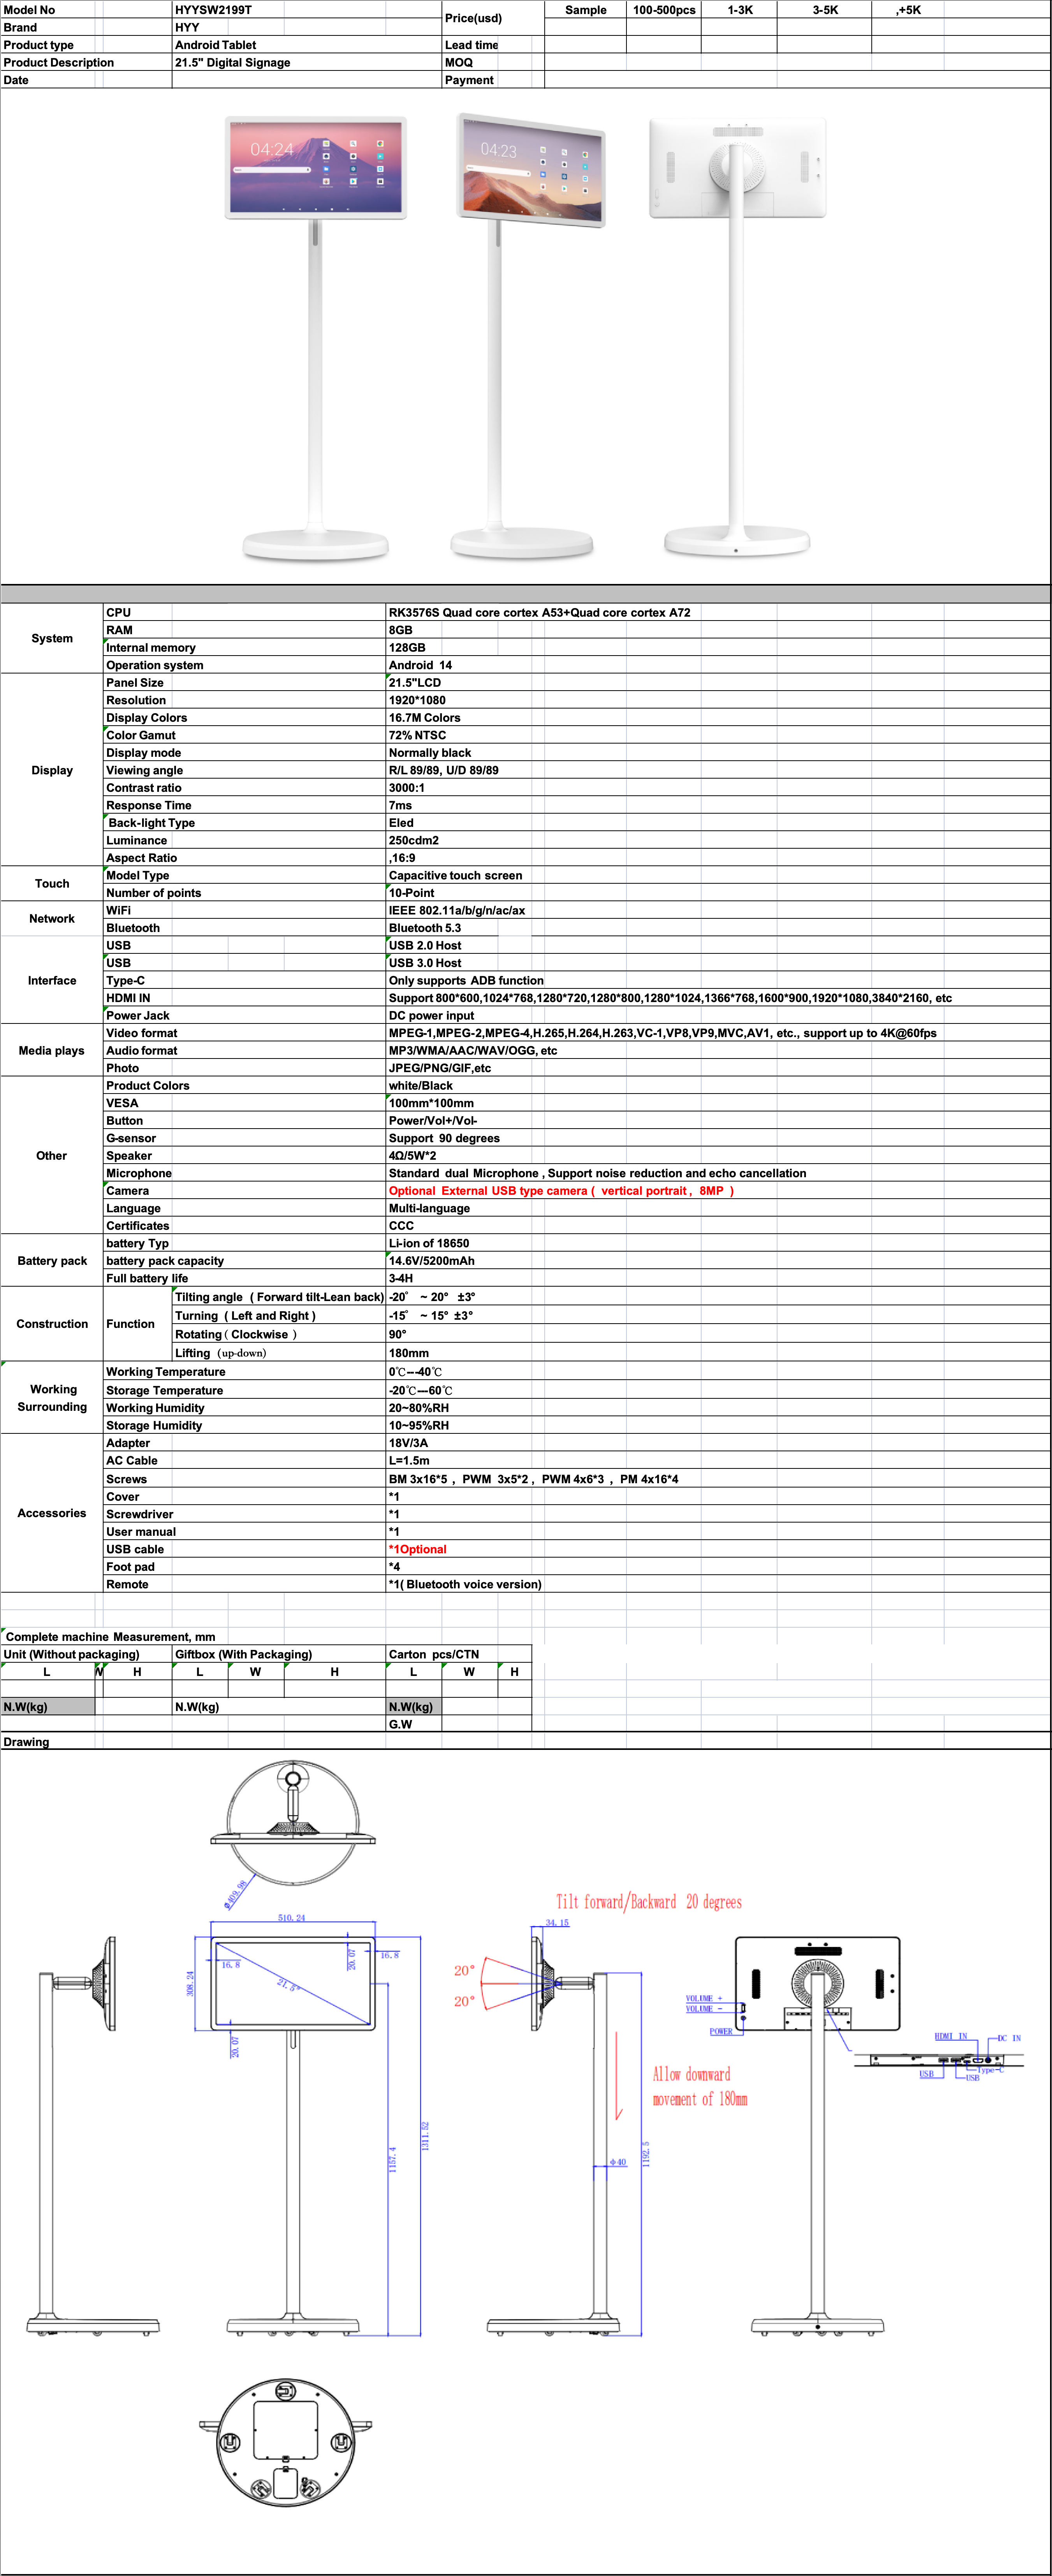 Model No HYYSW2199T Price(usd) Sample 100-500pcs 1-3K 3-5K ,+5K
Brand HYY
Product type Android Tablet Lead time
Product Description 21.5" Digital Signage MOQ
Date Payment
04:24
04:23
System
CPU RK3576S Quad core cortex A53+Quad core cortex A72
RAM 8GB
Internal memory 128GB
Operation system Android 14
Display
Panel Size 21.5"LCD
Resolution 1920*1080
Display Colors 16.7M Colors
Color Gamut 72% NTSC
Display mode Normally black
Viewing angle R/L 89/89, U/D 89/89
Contrast ratio 3000:1
Response Time 7ms
Back-light Type Eled
Luminance 250cdm2
Aspect Ratio ,16:9
Touch
Model Type Capacitive touch screen
Number of points 10-Point
Network
WiFi IEEE 802.11a/b/g/n/ac/ax
Bluetooth Bluetooth 5.3
Interface
USB USB 2.0 Host
USB USB 3.0 Host
Type-C Only supports ADB function
HDMI IN Support 800*600,1024*768,1280*720,1280*800,1280*1024,1366*768,1600*900,1920*1080,3840*2160, etc
Power Jack DC power input
Media plays
Video format MPEG-1,MPEG-2,MPEG-4,H.265,H.264,H.263,VC-1,VP8,VP9,MVC,AV1, etc., support up to 4K@60fps
Audio format MP3/WMA/AAC/WAV/OGG, etc
Photo JPEG/PNG/GIF,etc
Other
Product Colors white/Black
VESA 100mm*100mm
Button Power/Vol+/Vol-
G-sensor Support 90 degrees
Speaker 4Ω/5W*2
Microphone Standard dual Microphone , Support noise reduction and echo cancellation
Camera Optional External USB type camera ( vertical portrait , 8MP )
Language Multi-language
Certificates CCC
Battery pack
battery Typ Li-ion of 18650
battery pack capacity 14.6V/5200mAh
Full battery life 3-4H
Construction Function
Tilting angle ( Forward tilt-Lean back) -20° ~ 20° ±3°
Turning ( Left and Right ) -15° ~ 15° ±3°
Rotating ( Clockwise ) 90°
Lifting (up-down) 180mm
Working Surrounding
Working Temperature 0℃---40℃
Storage Temperature -20℃---60℃
Working Humidity 20~80%RH
Storage Humidity 10~95%RH
Accessories
Adapter 18V/3A
AC Cable L=1.5m
Screws BM 3x16*5 , PWM 3x5*2 , PWM 4x6*3 , PM 4x16*4
Cover *1
Screwdriver *1
User manual *1
USB cable *1Optional
Foot pad *4
Remote *1( Bluetooth voice version)
Complete machine Measurement, mm
Unit (Without packaging) Giftbox (With Packaging) Carton pcs/CTN
L W H L W H L W H
N.W(kg) N.W(kg) N.W(kg)
G.W
Drawing
Φ409.98
Tilt forward/Backward 20 degrees
510.24
34.15
16.8
20.07
16.8
308.24
21.5"
20.07
20°
20°
VOLUME +
VOLUME -
POWER
HDMI IN
DC IN
USB
USB
Type-C
Allow downward
movement of 180mm
1311.52
1157.4
1192.5
Φ40